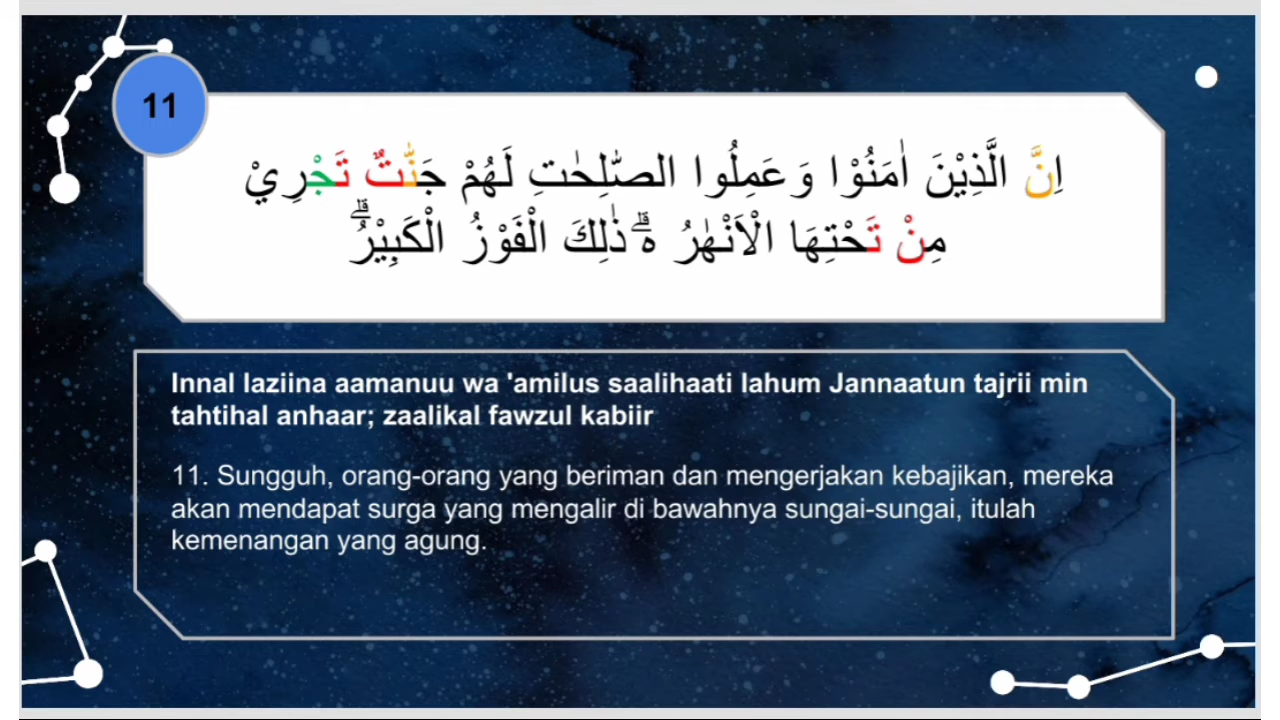 11
اِنَّ الَّذِيْنَ اٰمَنُوْا وَعَمِلُوا الصّٰلِحٰتِ لَهُمْ جَنّٰتٌ تَجْرِيْ
مِنْ تَحْتِهَا الْاَنْهٰرُ ەۗ ذٰلِكَ الْفَوْزُ الْكَبِيْرُۗ
Innal laziina aamanuu wa 'amilus saalihaati lahum Jannaatun tajrii min
tahtihal anhaar; zaalikal fawzul kabiir
11. Sungguh, orang-orang yang beriman dan mengerjakan kebajikan, mereka
akan mendapat surga yang mengalir di bawahnya sungai-sungai, itulah
kemenangan yang agung.